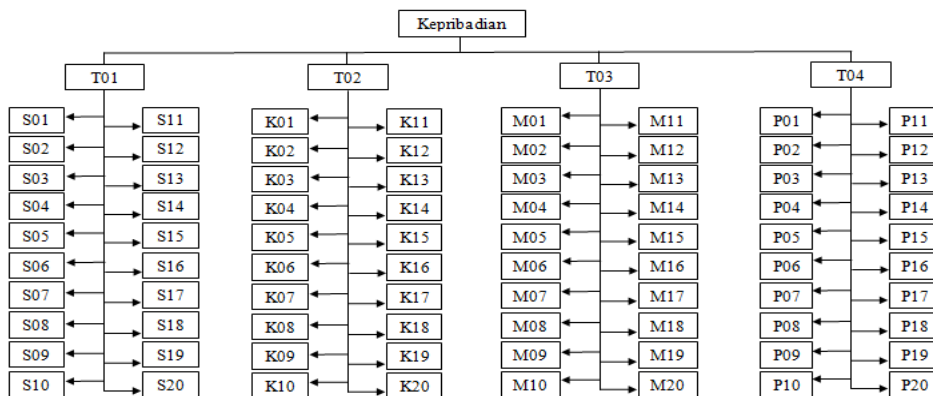 Kepribadian
T01 T02 T03 T04
S01 S11 K01 K11 M01 M11 P01 P11
S02 S12 K02 K12 M02 M12 P02 P12
S03 S13 K03 K13 M03 M13 P03 P13
S04 S14 K04 K14 M04 M14 P04 P14
S05 S15 K05 K15 M05 M15 P05 P15
S06 S16 K06 K16 M06 M16 P06 P16
S07 S17 K07 K17 M07 M17 P07 P17
S08 S18 K08 K18 M08 M18 P08 P18
S09 S19 K09 K19 M09 M19 P09 P19
S10 S20 K10 K20 M10 M20 P10 P20